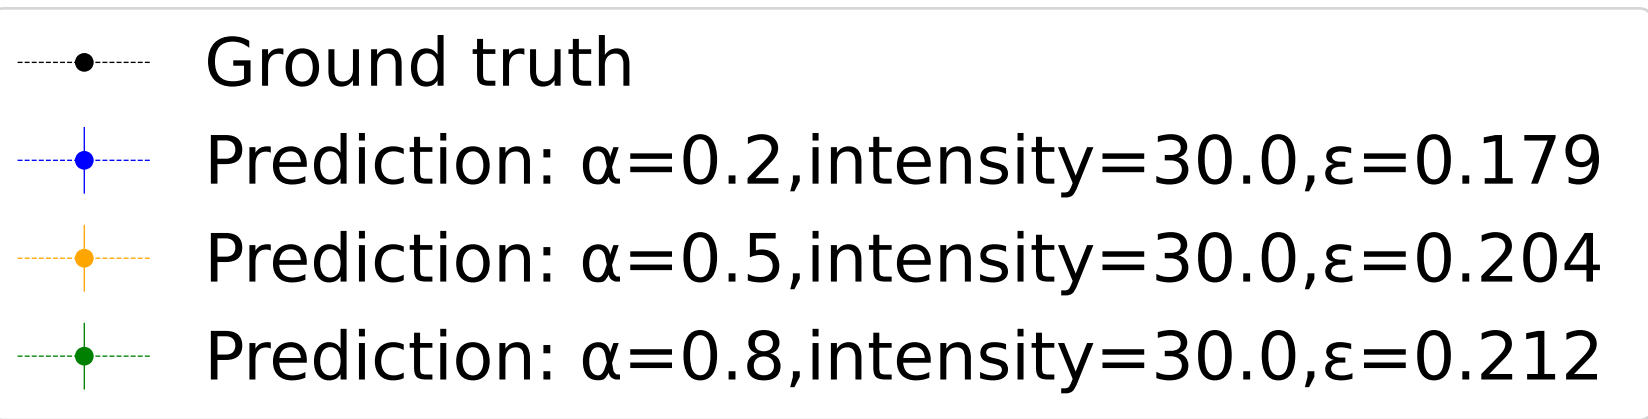 Ground truth
Prediction: α=0.2,intensity=30.0,ε=0.179
Prediction: α=0.5,intensity=30.0,ε=0.204
Prediction: α=0.8,intensity=30.0,ε=0.212